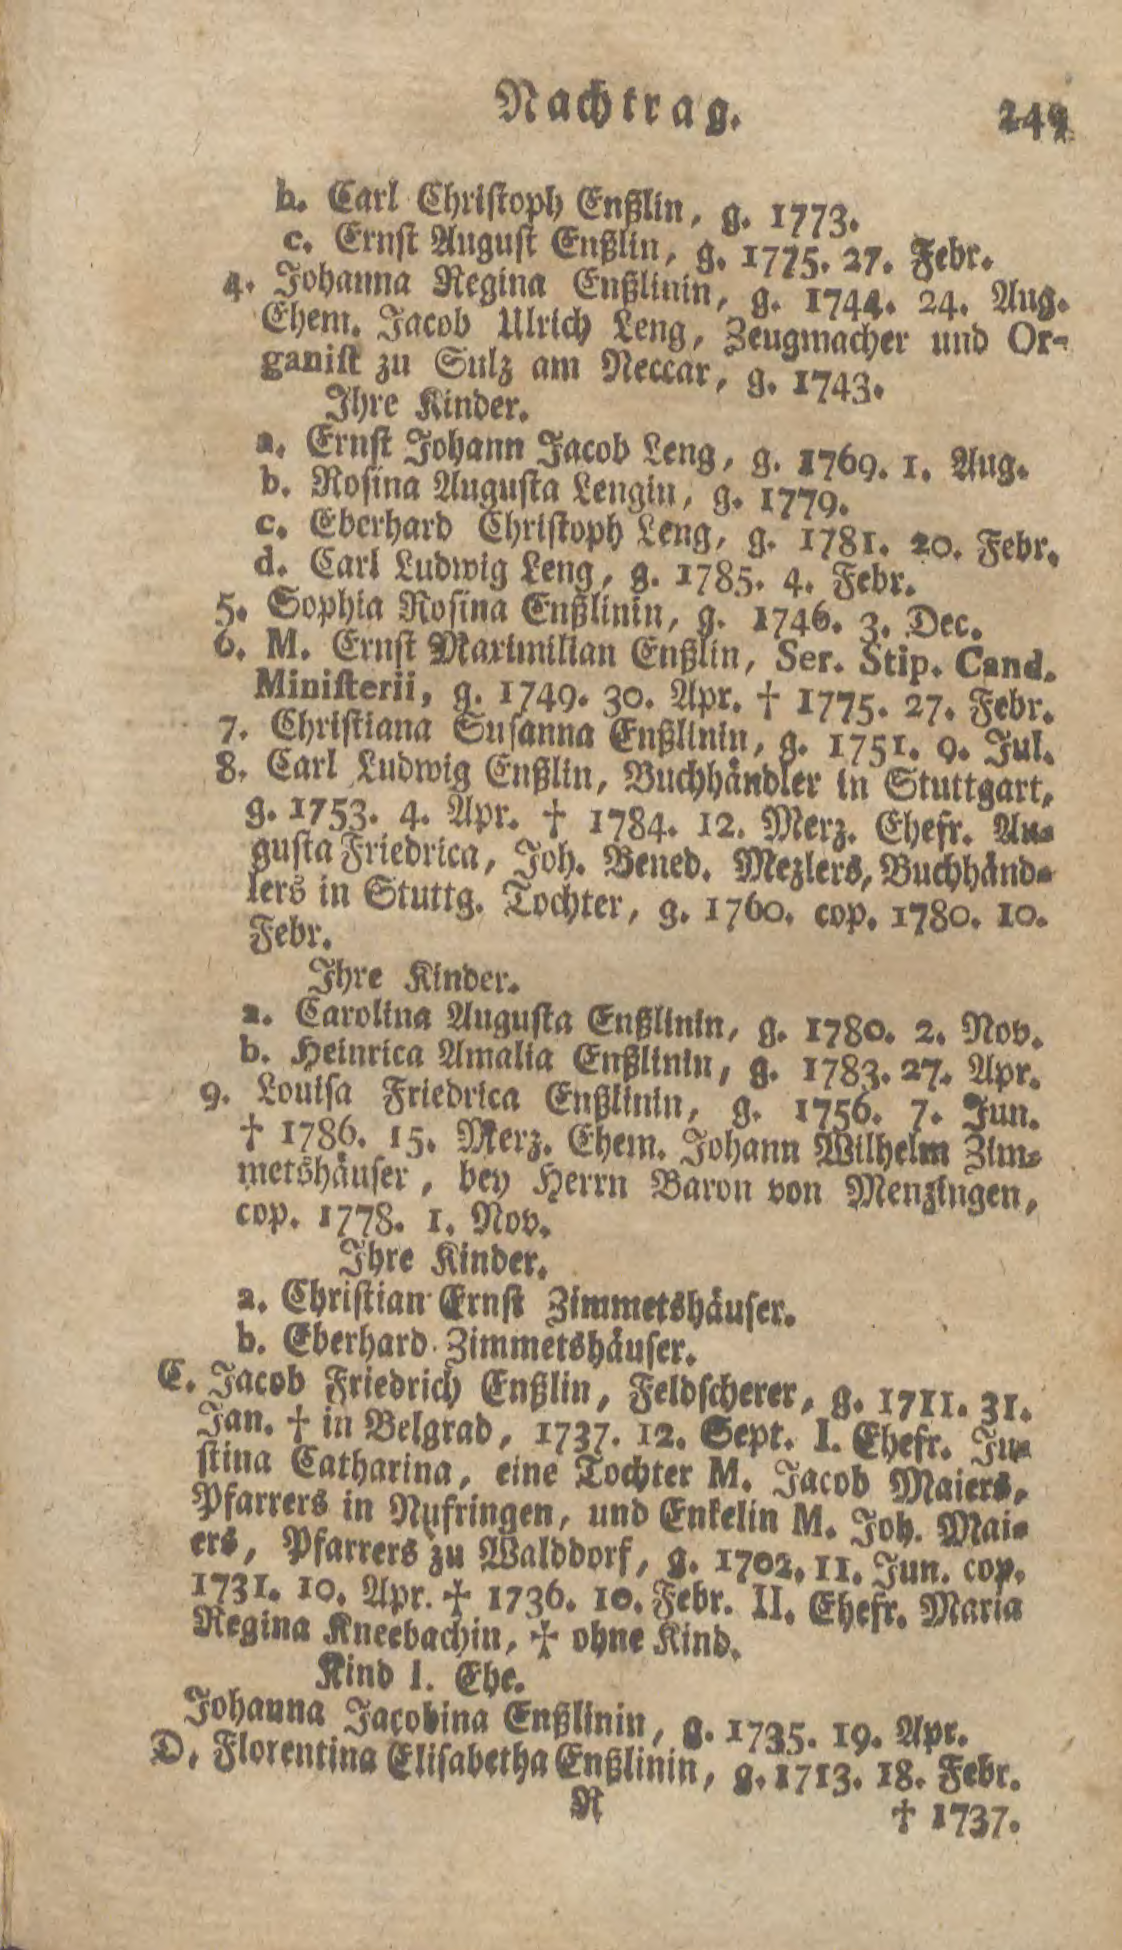 Nachtrag. 249
b. Carl Christoph Enßlin, g. 1773.
c. Ernst August Enßlin, g. 1775. 27. Febr.
4. Johanna Regina Enßlinin, g. 1744. 24. Aug.
Ehem. Jacob Ulrich Leng, Zeugmacher und Or-
ganist zu Sulz am Neccar, g. 1743.
Ihre Kinder.
a. Ernst Johann Jacob Leng, g. 1769. 1. Aug.
b. Rosina Augusta Lengin, g. 1779.
c. Eberhard Christoph Leng, g. 1781. 20. Febr.
d. Carl Ludwig Leng, g. 1785. 4. Febr.
5. Sophia Rosina Enßlinin, g. 1746. 3. Dec.
6. M. Ernst Maximilian Enßlin, Ser. Stip. Cand.
Ministerii, g. 1749. 30. Apr. † 1775. 27. Febr.
7. Christiana Susanna Enßlinin, g. 1751. 9. Jul.
8. Carl Ludwig Enßlin, Buchhändler in Stuttgart,
g. 1753. 4. Apr. † 1784. 12. Merz. Ehefr. Au-
gusta Friedrica, Joh. Bened. Mezlers, Buchhänd-
lers in Stuttg. Tochter, g. 1760. cop. 1780. 10.
Febr.
Ihre Kinder.
a. Carolina Augusta Enßlinin, g. 1780. 2. Nov.
b. Heinrica Amalia Enßlinin, g. 1783. 27. Apr.
9. Louisa Friedrica Enßlinin, g. 1756. 7. Jun.
† 1786. 15. Merz. Ehem. Johann Wilhelm Zim-
metshäuser, bey Herrn Baron von Menzingen,
cop. 1778. 1. Nov.
Ihre Kinder.
a. Christian Ernst Zimmetshäuser.
b. Eberhard Zimmetshäuser.
C. Jacob Friedrich Enßlin, Feldscherer, g. 1711. 31.
Jan. † in Belgrad, 1737. 12. Sept. I. Ehefr. Ju-
stina Catharina, eine Tochter M. Jacob Maiers,
Pfarrers in Nufringen, und Enkelin M. Joh. Mai-
ers, Pfarrers zu Walddorf, g. 1702. 11. Jun. cop.
1731. 10. Apr. † 1736. 10. Febr. II. Ehefr. Maria
Regina Kneebachin, † ohne Kind.
Kind I. Ehe.
Johanna Jacobina Enßlinin, g. 1735. 19. Apr.
D. Florentina Elisabetha Enßlinin, g. 1713. 18. Febr.
R † 1737.